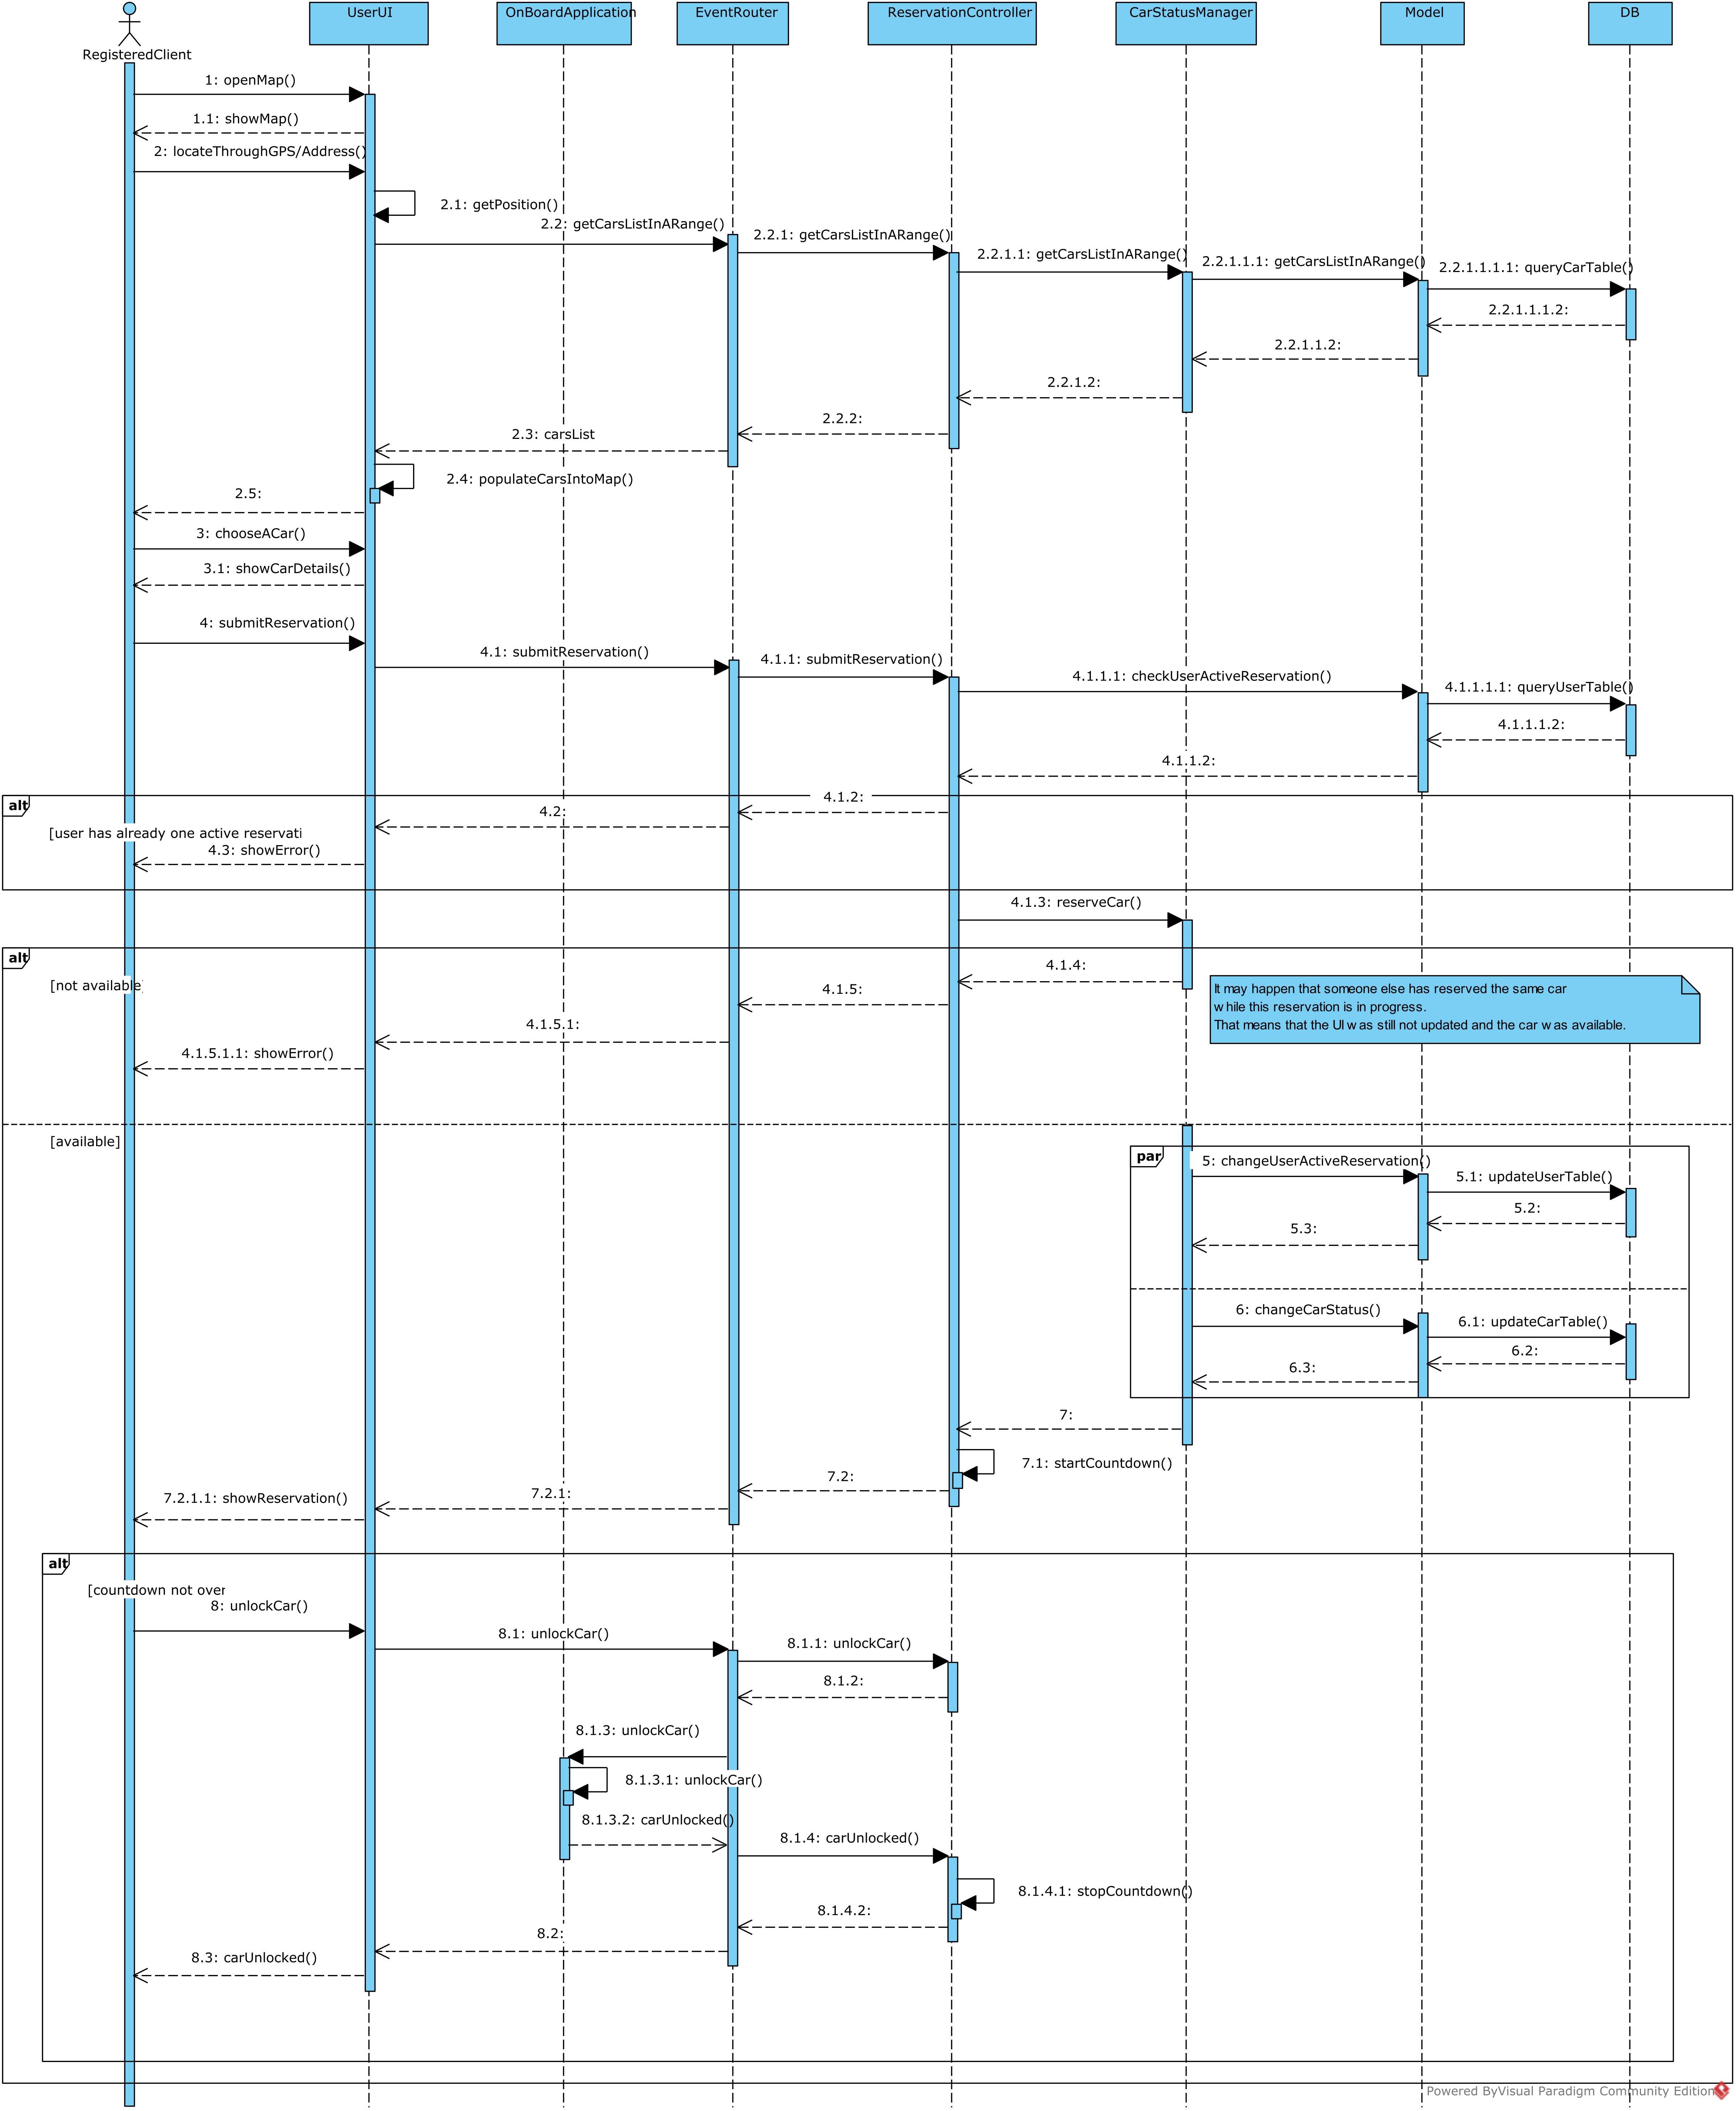 UserUI
OnBoardApplication
EventRouter
ReservationController
CarStatusManager
Model
DB
RegisteredClient
1: openMap()
1.1: showMap()
2: locateThroughGPS/Address()
2.1: getPosition()
2.2: getCarsListInARange()
2.2.1: getCarsListInARange()
2.2.1.1: getCarsListInARange()
2.2.1.1.1: getCarsListInARange()
2.2.1.1.1.1: queryCarTable()
2.2.1.1.1.2:
2.2.1.1.2:
2.2.1.2:
2.2.2:
2.3: carsList
2.4: populateCarsIntoMap()
2.5:
3: chooseACar()
3.1: showCarDetails()
4: submitReservation()
4.1: submitReservation()
4.1.1: submitReservation()
4.1.1.1: checkUserActiveReservation()
4.1.1.1.1: queryUserTable()
4.1.1.1.2:
4.1.1.2:
alt
4.1.2:
4.2:
[user has already one active reservati
4.3: showError()
4.1.3: reserveCar()
alt
[not available
4.1.4:
4.1.5:
It may happen that someone else has reserved the same car
while this reservation is in progress.
That means that the UI was still not updated and the car was available.
4.1.5.1:
4.1.5.1.1: showError()
[available]
par
5: changeUserActiveReservation()
5.1: updateUserTable()
5.2:
5.3:
6: changeCarStatus()
6.1: updateCarTable()
6.2:
6.3:
7:
7.1: startCountdown()
7.2:
7.2.1:
7.2.1.1: showReservation()
alt
[countdown not over
8: unlockCar()
8.1: unlockCar()
8.1.1: unlockCar()
8.1.2:
8.1.3: unlockCar()
8.1.3.1: unlockCar()
8.1.3.2: carUnlocked()
8.1.4: carUnlocked()
8.1.4.1: stopCountdown()
8.1.4.2:
8.2:
8.3: carUnlocked()
Powered ByVisual Paradigm Community Edition